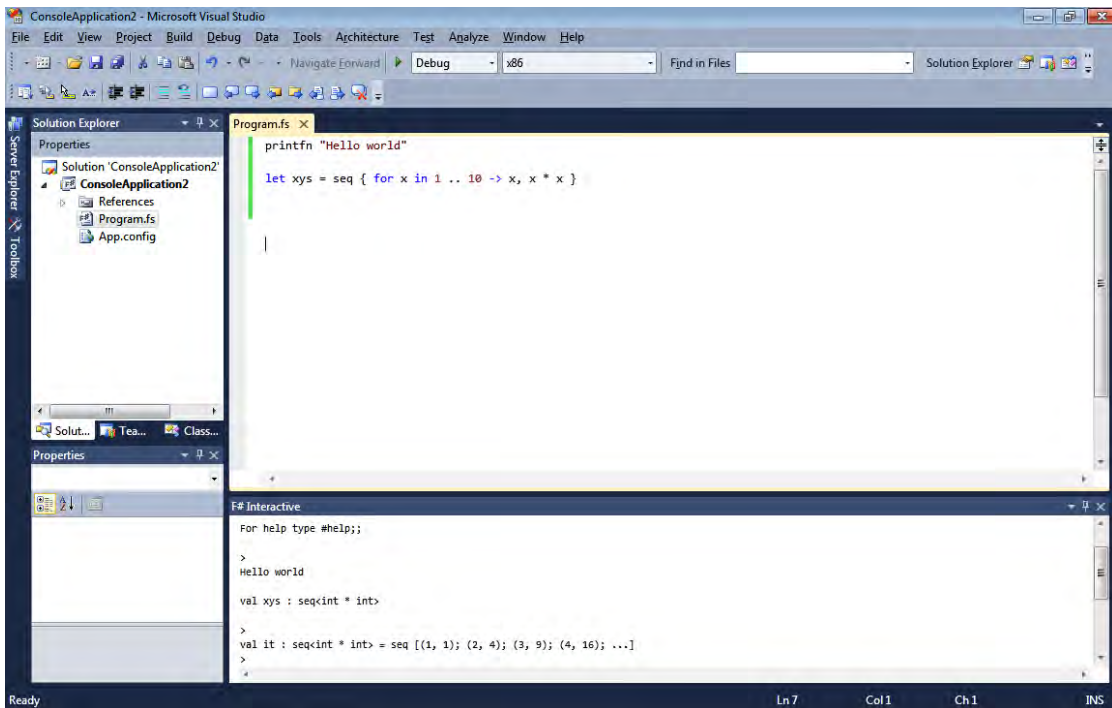 ConsoleApplication2 - Microsoft Visual Studio
File Edit View Project Build Debug Data Tools Architecture Test Analyze Window Help
Navigate Forward Debug x86 Find in Files Solution Explorer
Server Explorer
Toolbox
Solution Explorer
Properties
Solution 'ConsoleApplication2'
ConsoleApplication2
References
Program.fs
App.config
Solut... Tea... Class...
Properties
Program.fs
printfn "Hello world"
let xys = seq { for x in 1 .. 10 -> x, x * x }
F# Interactive
For help type #help;;
>
Hello world
val xys : seq<int * int>
>
val it : seq<int * int> = seq [(1, 1); (2, 4); (3, 9); (4, 16); ...]
>
Ready Ln 7 Col 1 Ch 1 INS